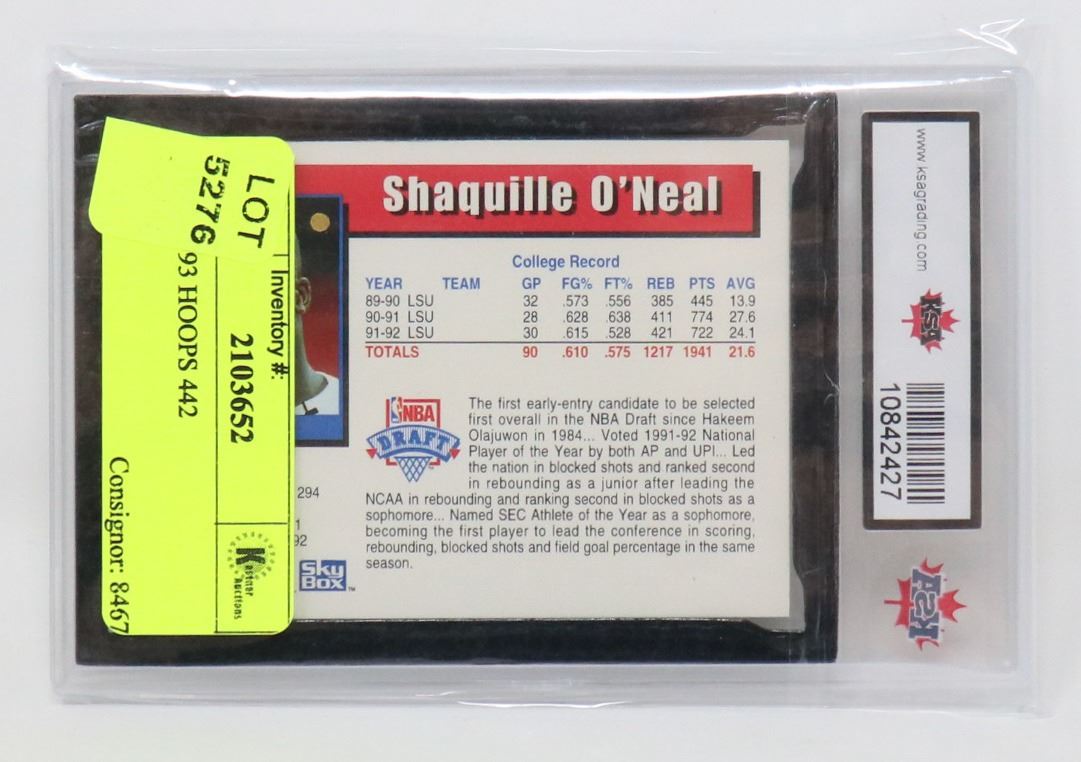 LOT
5276
Inventory #:
2103652
93 HOOPS 442
Kastner Auctions
Consignor: 8467
Shaquille O'Neal
College Record
YEAR TEAM GP FG% FT% REB PTS AVG
89-90 LSU 32 .573 .556 385 445 13.9
90-91 LSU 28 .628 .638 411 774 27.6
91-92 LSU 30 .615 .528 421 722 24.1
TOTALS 90 .610 .575 1217 1941 21.6
NBA
DRAFT
The first early-entry candidate to be selected
first overall in the NBA Draft since Hakeem
Olajuwon in 1984... Voted 1991-92 National
Player of the Year by both AP and UPI... Led
the nation in blocked shots and ranked second
in rebounding as a junior after leading the
NCAA in rebounding and ranking second in blocked shots as a
sophomore... Named SEC Athlete of the Year as a sophomore,
becoming the first player to lead the conference in scoring,
rebounding, blocked shots and field goal percentage in the same
season.
294
1
92
SkyBox™
www.ksagrading.com
KSA
10842427
KSA